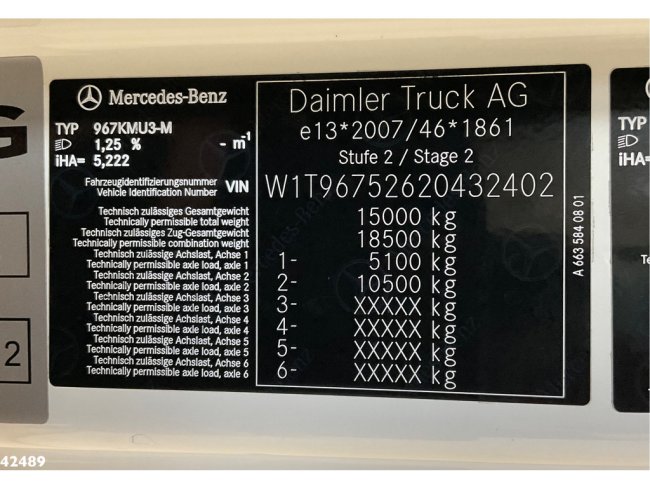 G
2
Mercedes-Benz
TYP 967KMU3-M
1,25 % - m⁻¹
iHA= 5,222
Fahrzeugidentifizierungsnummer
Vehicle Identification Number VIN
Technisch zulässiges Gesamtgewicht
Technically permissible total weight
Technisch zulässiges Zug-Gesamtgewicht
Technically permissible combination weight
Technisch zulässige Achslast, Achse 1
Technically permissible axle load, axle 1
Technisch zulässige Achslast, Achse 2
Technically permissible axle load, axle 2
Technisch zulässige Achslast, Achse 3
Technically permissible axle load, axle 3
Technisch zulässige Achslast, Achse 4
Technically permissible axle load, axle 4
Technisch zulässige Achslast, Achse 5
Technically permissible axle load, axle 5
Technisch zulässige Achslast, Achse 6
Technically permissible axle load, axle 6
Daimler Truck AG
e13*2007/46*1861
Stufe 2 / Stage 2
W1T96752620432402
15000 kg
18500 kg
1- 5100 kg
2- 10500 kg
3- XXXXX kg
4- XXXXX kg
5- XXXXX kg
6- XXXXX kg
A 663 584 08 01
TYP
iHA=
42489